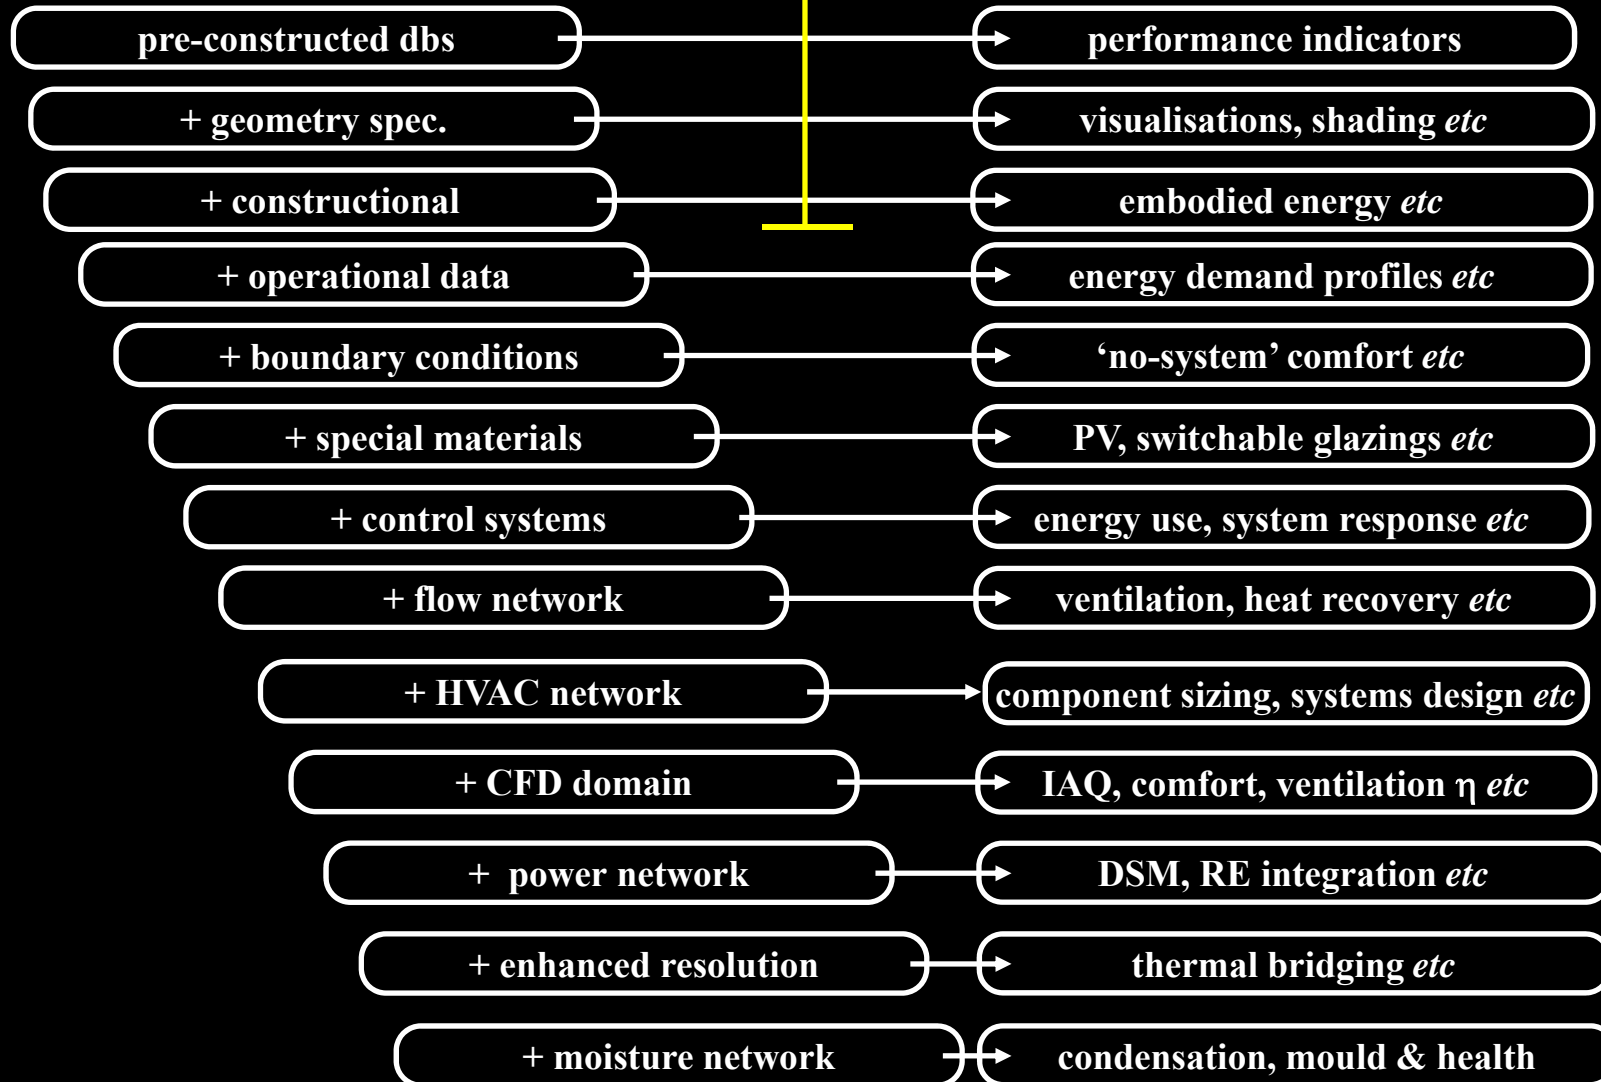 pre-constructed dbs performance indicators
+ geometry spec. visualisations, shading etc
+ constructional embodied energy etc
+ operational data energy demand profiles etc
+ boundary conditions ‘no-system’ comfort etc
+ special materials PV, switchable glazings etc
+ control systems energy use, system response etc
+ flow network ventilation, heat recovery etc
+ HVAC network component sizing, systems design etc
+ CFD domain IAQ, comfort, ventilation η etc
+ power network DSM, RE integration etc
+ enhanced resolution thermal bridging etc
+ moisture network condensation, mould & health